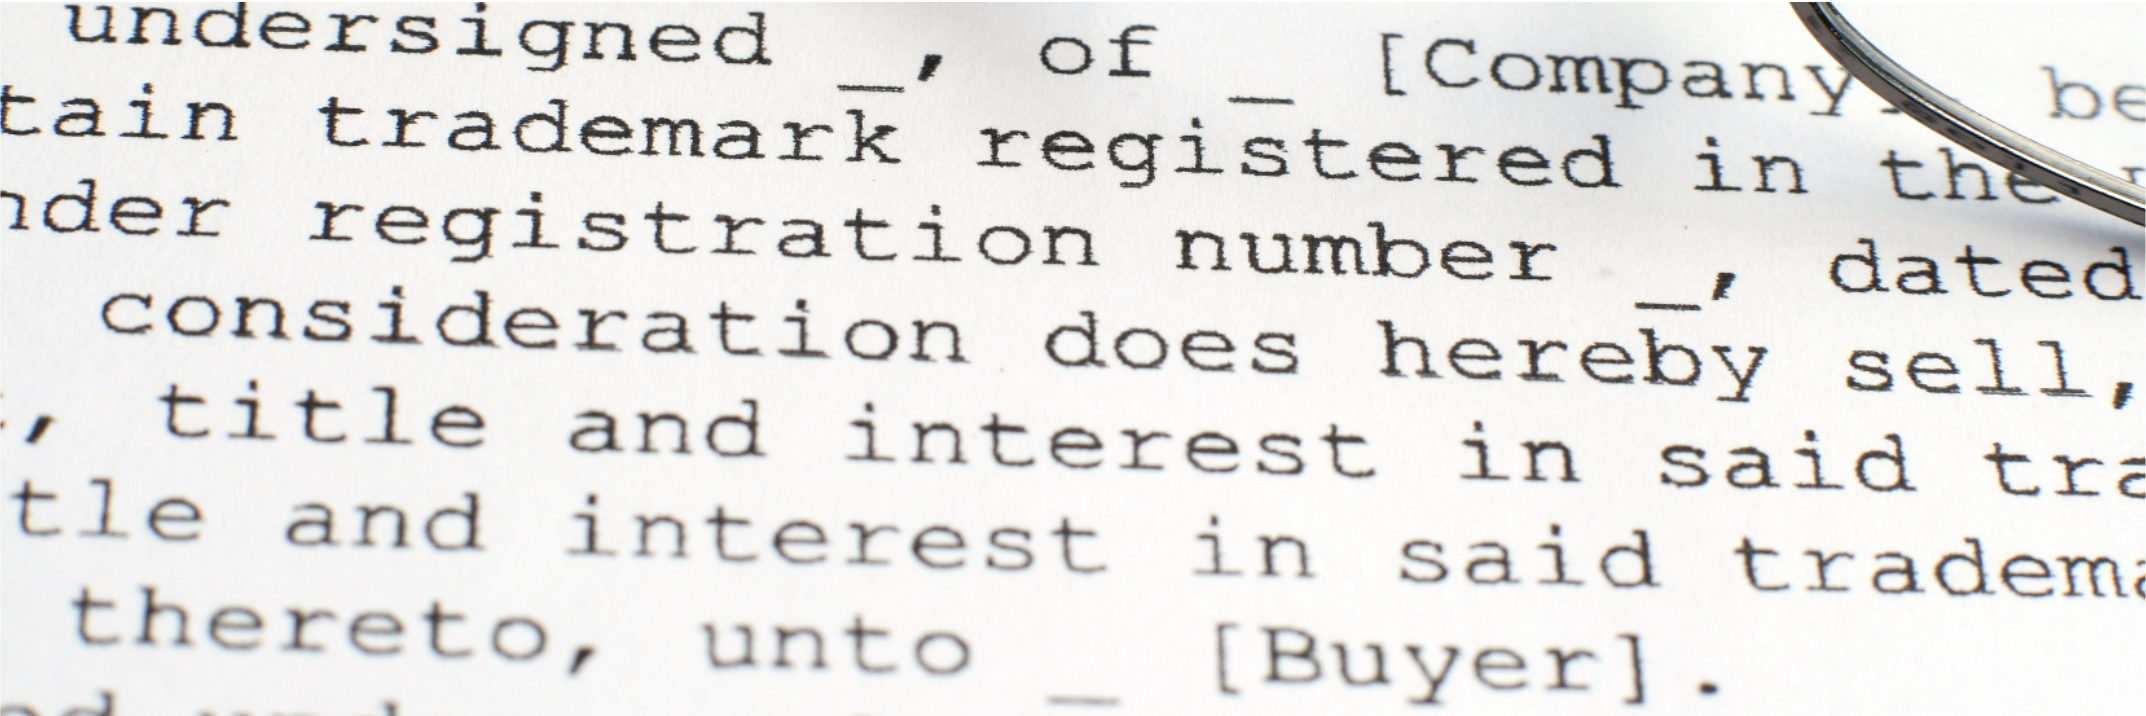 undersigned _, of _ [Company] be
tain trademark registered in the
nder registration number _, dated
consideration does hereby sell,
, title and interest in said tra
tle and interest in said tradema
thereto, unto _ [Buyer].